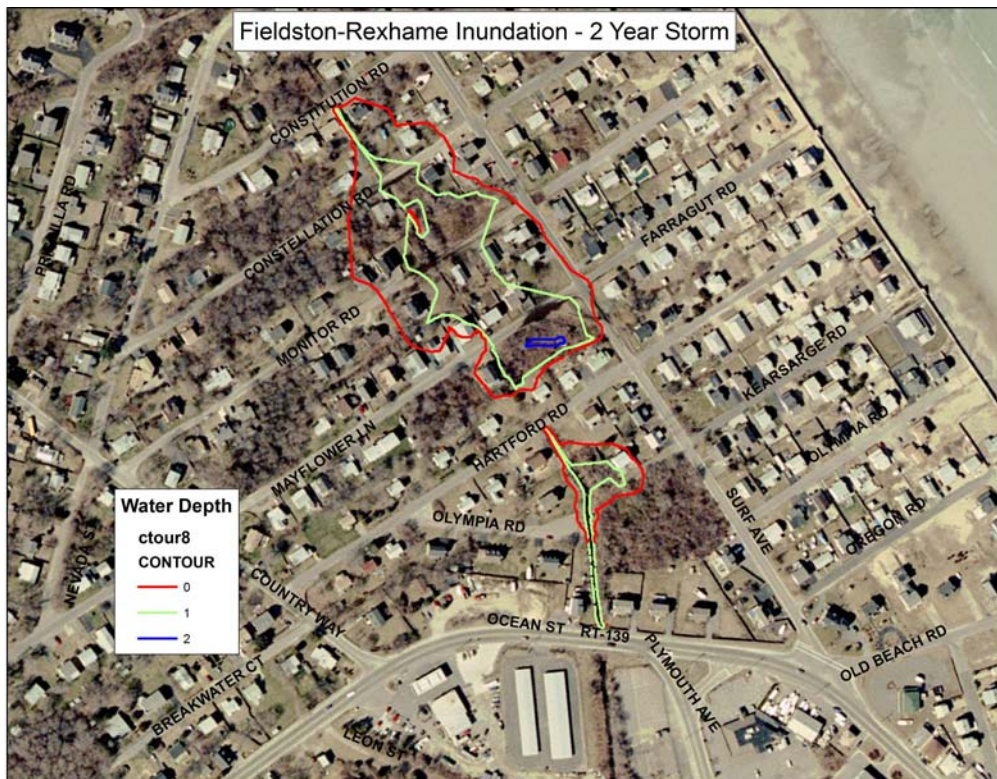 Fieldston-Rexhame Inundation - 2 Year Storm
CONSTITUTION RD
PRISCILLA RD
CONSTELLATION RD
FARRAGUT RD
MONITOR RD
KEARSARGE RD
MAYFLOWER LN
HARTFORD RD
OLYMPIA RD
SURF AVE
OREGON RD
OLYMPIA RD
NEVADA ST
COUNTRY WAY
Water Depth
ctour8
CONTOUR
0
1
2
OCEAN ST RT-139
PLYMOUTH AVE
OLD BEACH RD
BREAKWATER CT
LEON ST